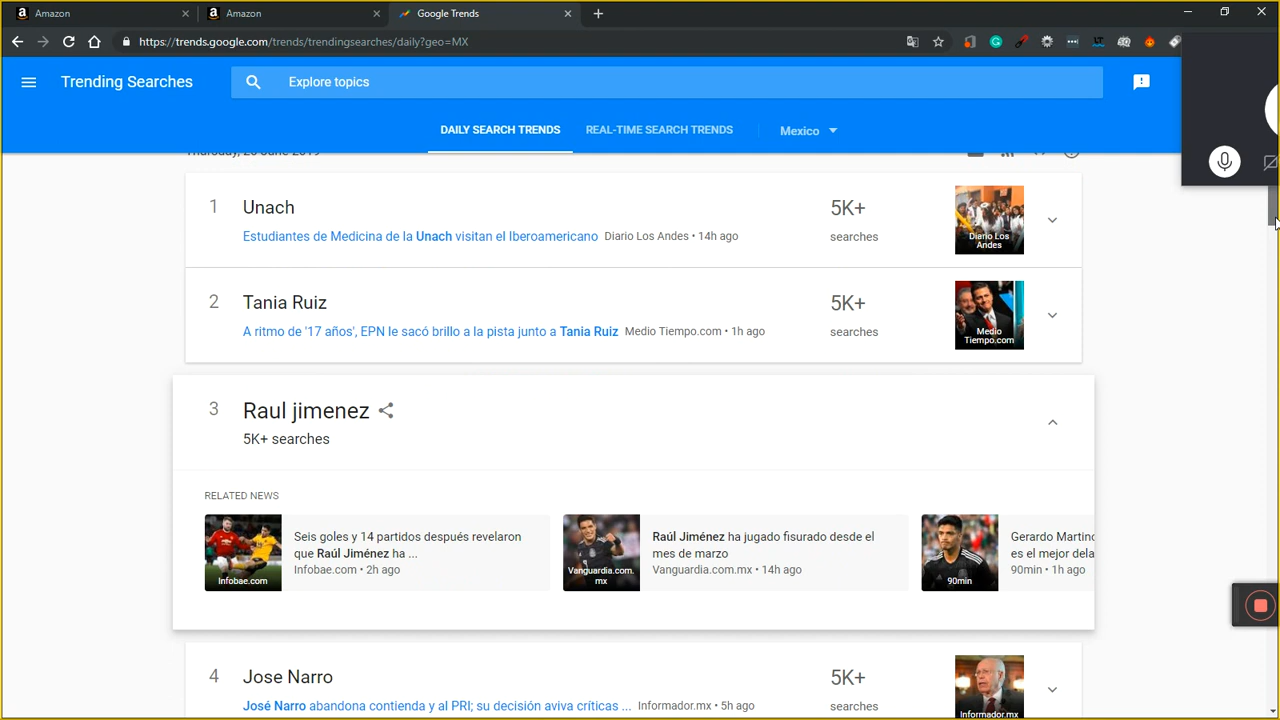 Amazon
Amazon
Google Trends
https://trends.google.com/trends/trendingsearches/daily?geo=MX
Trending Searches
Explore topics
DAILY SEARCH TRENDS
REAL-TIME SEARCH TRENDS
Mexico
1
Unach
Estudiantes de Medicina de la Unach visitan el Iberoamericano Diario Los Andes • 14h ago
5K+
searches
Diario Los
Andes
2
Tania Ruiz
A ritmo de '17 años', EPN le sacó brillo a la pista junto a Tania Ruiz Medio Tiempo.com • 1h ago
5K+
searches
Medio
Tiempo.com
3
Raul jimenez
5K+ searches
RELATED NEWS
Infobae.com
Seis goles y 14 partidos después revelaron
que Raúl Jiménez ha ...
Infobae.com • 2h ago
Vanguardia.com.
mx
Raúl Jiménez ha jugado fisurado desde el
mes de marzo
Vanguardia.com.mx • 14h ago
90min
Gerardo Martino
es el mejor dela
90min • 1h ago
4
Jose Narro
José Narro abandona contienda y al PRI; su decisión aviva críticas ... Informador.mx • 5h ago
5K+
searches
Informador.mx